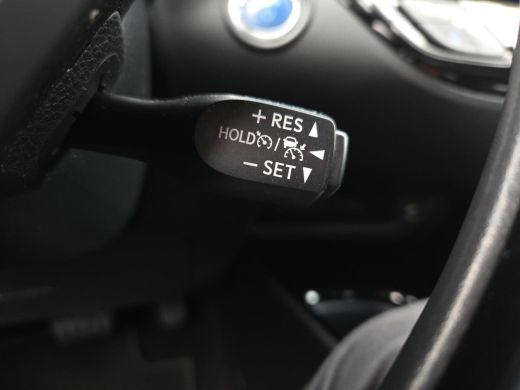 + RES ▲
HOLD / ◀
− SET ▼